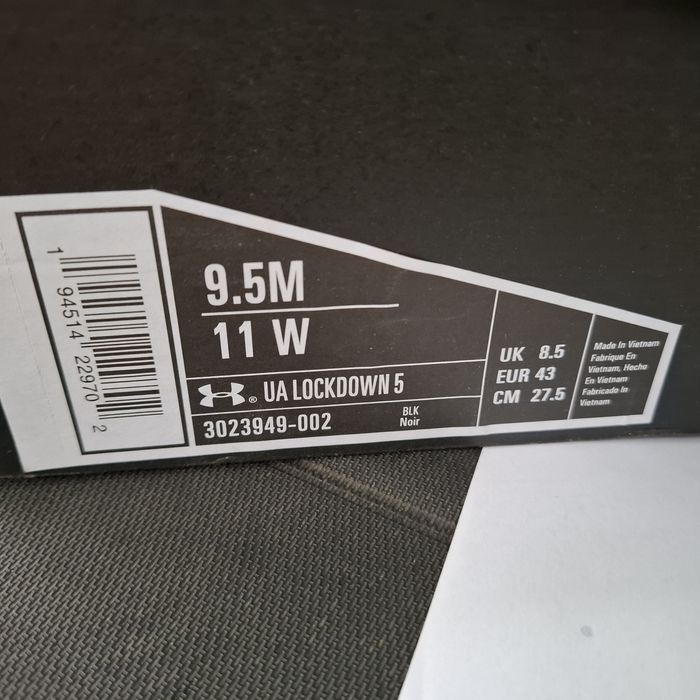 1 94514 22970 2
9.5M
11 W
® UA LOCKDOWN 5
3023949-002
BLK
Noir
UK 8.5
EUR 43
CM 27.5
Made In Vietnam
Fabrique En
Vietnam, Hecho
En Vietnam
Fabricado In
Vietnam